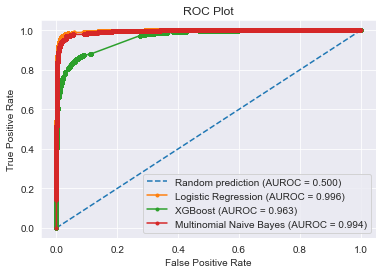 ROC Plot
1.0
0.8
0.6
0.4
0.2
0.0
True Positive Rate
Random prediction (AUROC = 0.500)
Logistic Regression (AUROC = 0.996)
XGBoost (AUROC = 0.963)
Multinomial Naive Bayes (AUROC = 0.994)
0.0 0.2 0.4 0.6 0.8 1.0
False Positive Rate